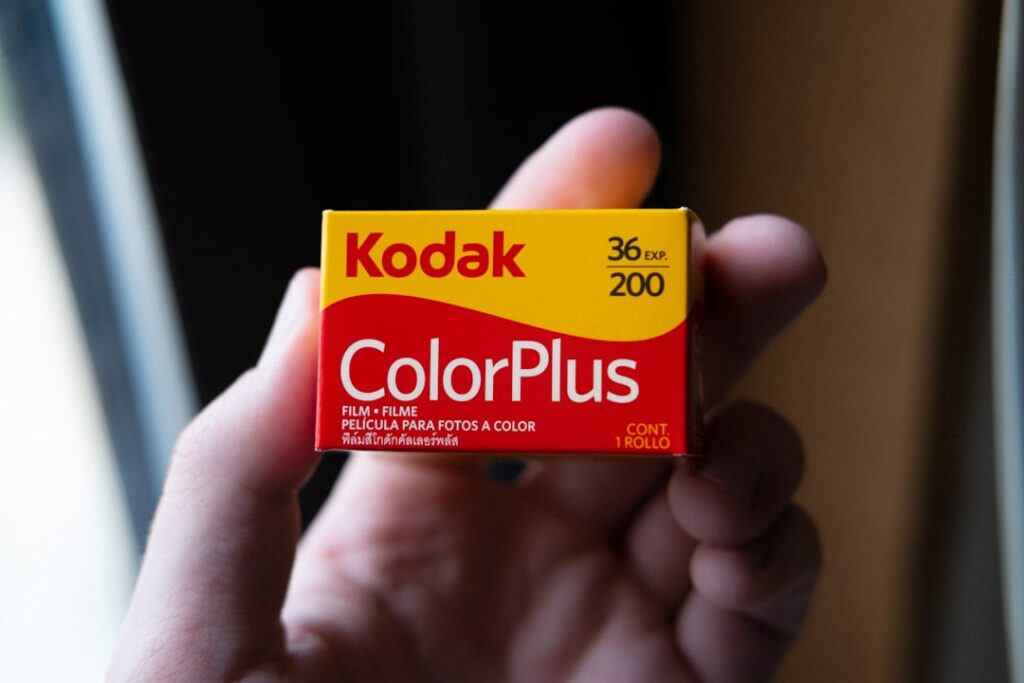 Kodak
36 EXP.
200
ColorPlus
FILM • FILME
PELÍCULA PARA FOTOS A COLOR
ฟิล์มสีโกดักคัลเลอร์พลัส
CONT.
1 ROLLO